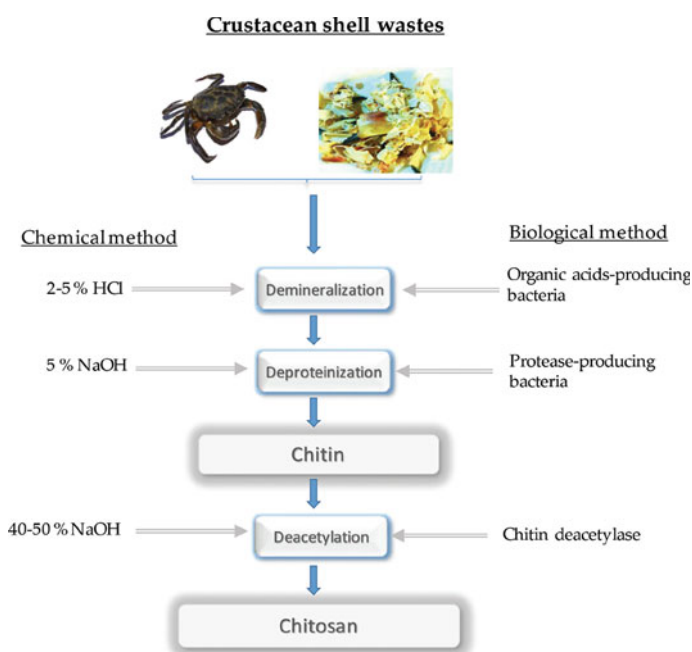 Crustacean shell wastes
Chemical method
Biological method
2-5 % HCl
Demineralization
Organic acids-producing
bacteria
5 % NaOH
Deproteinization
Protease-producing
bacteria
Chitin
40-50 % NaOH
Deacetylation
Chitin deacetylase
Chitosan